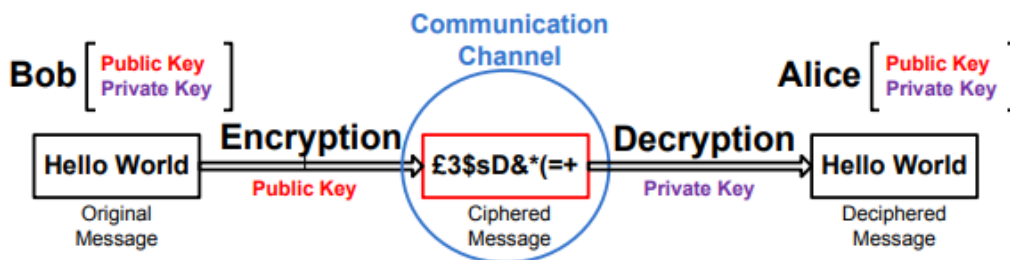 Communication
Channel
Bob
Public Key
Private Key
Alice
Public Key
Private Key
Encryption
Decryption
Hello World
£3$sD&*(=+
Hello World
Public Key
Private Key
Original
Message
Ciphered
Message
Deciphered
Message